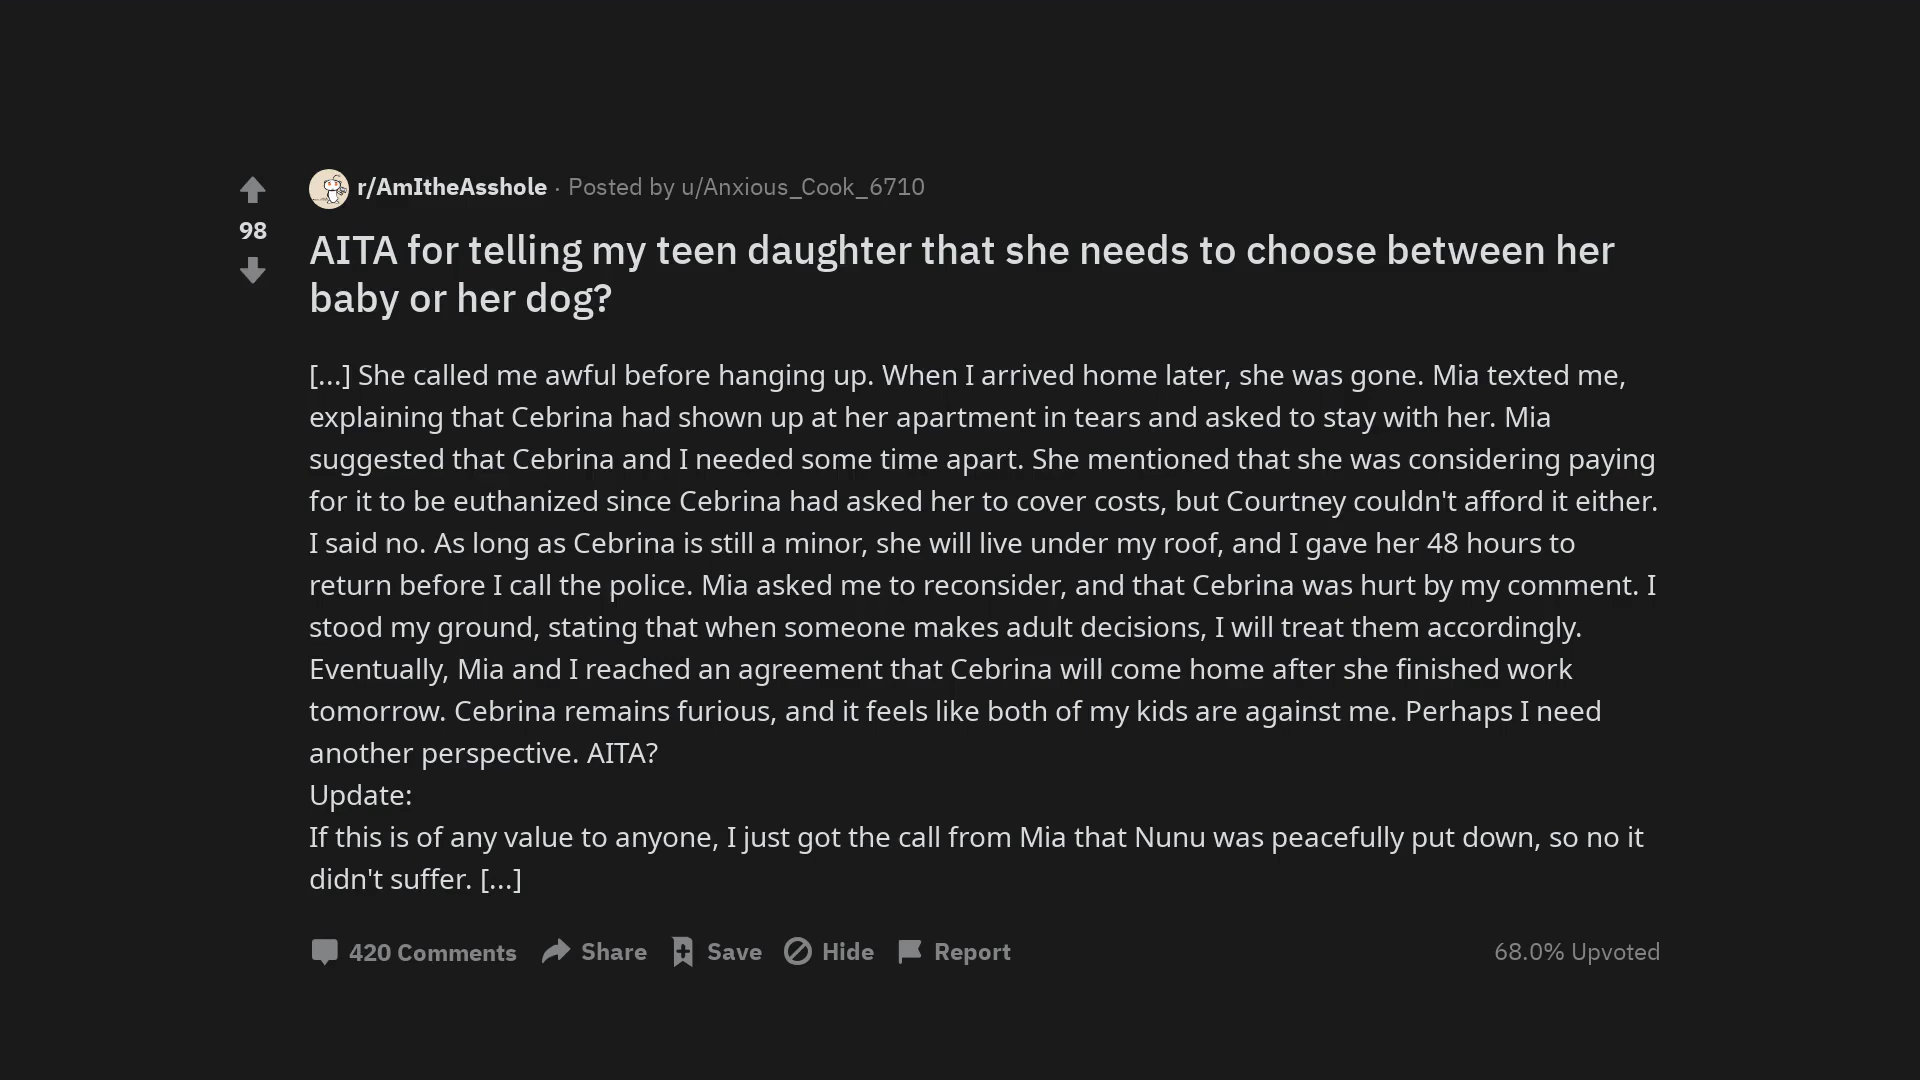 r/AmItheAsshole · Posted by u/Anxious_Cook_6710
98
AITA for telling my teen daughter that she needs to choose between her
baby or her dog?
[...] She called me awful before hanging up. When I arrived home later, she was gone. Mia texted me,
explaining that Cebrina had shown up at her apartment in tears and asked to stay with her. Mia
suggested that Cebrina and I needed some time apart. She mentioned that she was considering paying
for it to be euthanized since Cebrina had asked her to cover costs, but Courtney couldn't afford it either.
I said no. As long as Cebrina is still a minor, she will live under my roof, and I gave her 48 hours to
return before I call the police. Mia asked me to reconsider, and that Cebrina was hurt by my comment. I
stood my ground, stating that when someone makes adult decisions, I will treat them accordingly.
Eventually, Mia and I reached an agreement that Cebrina will come home after she finished work
tomorrow. Cebrina remains furious, and it feels like both of my kids are against me. Perhaps I need
another perspective. AITA?
Update:
If this is of any value to anyone, I just got the call from Mia that Nunu was peacefully put down, so no it
didn't suffer. [...]
420 Comments Share Save Hide Report 68.0% Upvoted